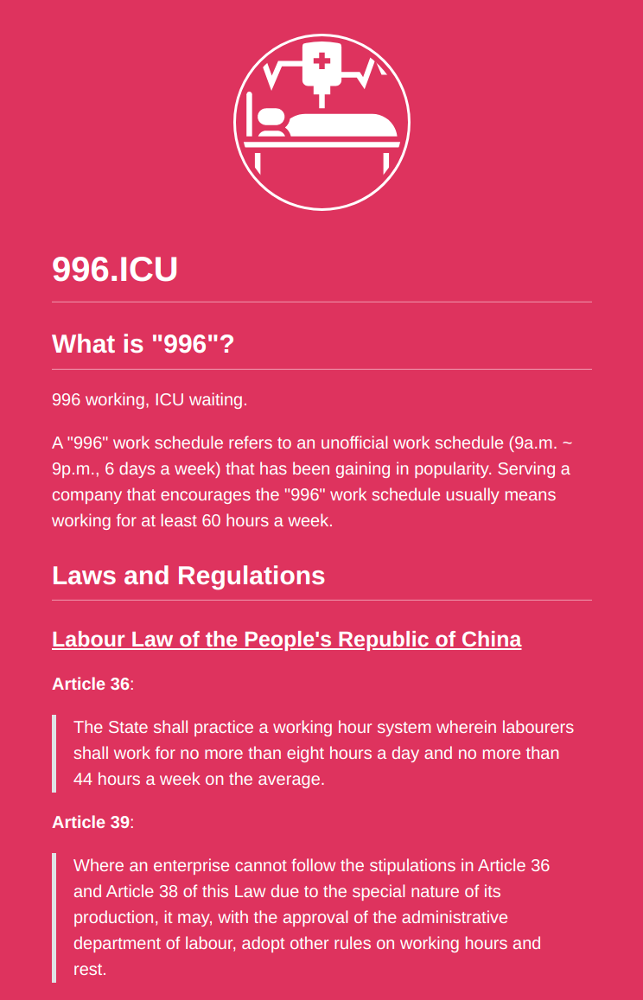 996.ICU
What is "996"?
996 working, ICU waiting.
A "996" work schedule refers to an unofficial work schedule (9a.m. ~
9p.m., 6 days a week) that has been gaining in popularity. Serving a
company that encourages the "996" work schedule usually means
working for at least 60 hours a week.
Laws and Regulations
Labour Law of the People's Republic of China
Article 36:
The State shall practice a working hour system wherein labourers
shall work for no more than eight hours a day and no more than
44 hours a week on the average.
Article 39:
Where an enterprise cannot follow the stipulations in Article 36
and Article 38 of this Law due to the special nature of its
production, it may, with the approval of the administrative
department of labour, adopt other rules on working hours and
rest.